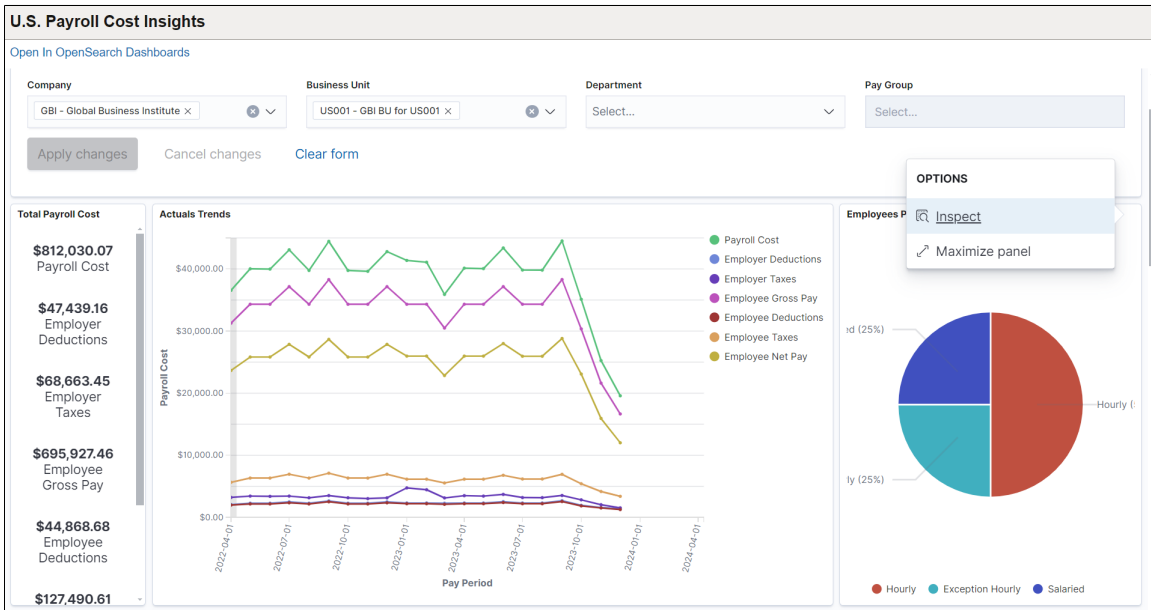 U.S. Payroll Cost Insights
Open In OpenSearch Dashboards
Company
Business Unit
Department
Pay Group
GBI - Global Business Institute ×
US001 - GBI BU for US001 ×
Select...
Select...
Apply changes
Cancel changes
Clear form
OPTIONS
Inspect
Maximize panel
Total Payroll Cost
$812,030.07
Payroll Cost
$47,439.16
Employer
Deductions
$68,663.45
Employer
Taxes
$695,927.46
Employee
Gross Pay
$44,868.68
Employee
Deductions
$127,490.61
Actuals Trends
Payroll Cost
$40,000.00
$30,000.00
$20,000.00
$10,000.00
$0.00
2022-04-01
2022-07-01
2022-10-01
2023-01-01
2023-04-01
2023-07-01
2023-10-01
2024-01-01
2024-04-01
Pay Period
Payroll Cost
Employer Deductions
Employer Taxes
Employee Gross Pay
Employee Deductions
Employee Taxes
Employee Net Pay
Employees P
d (25%)
Hourly (
ly (25%)
Hourly
Exception Hourly
Salaried